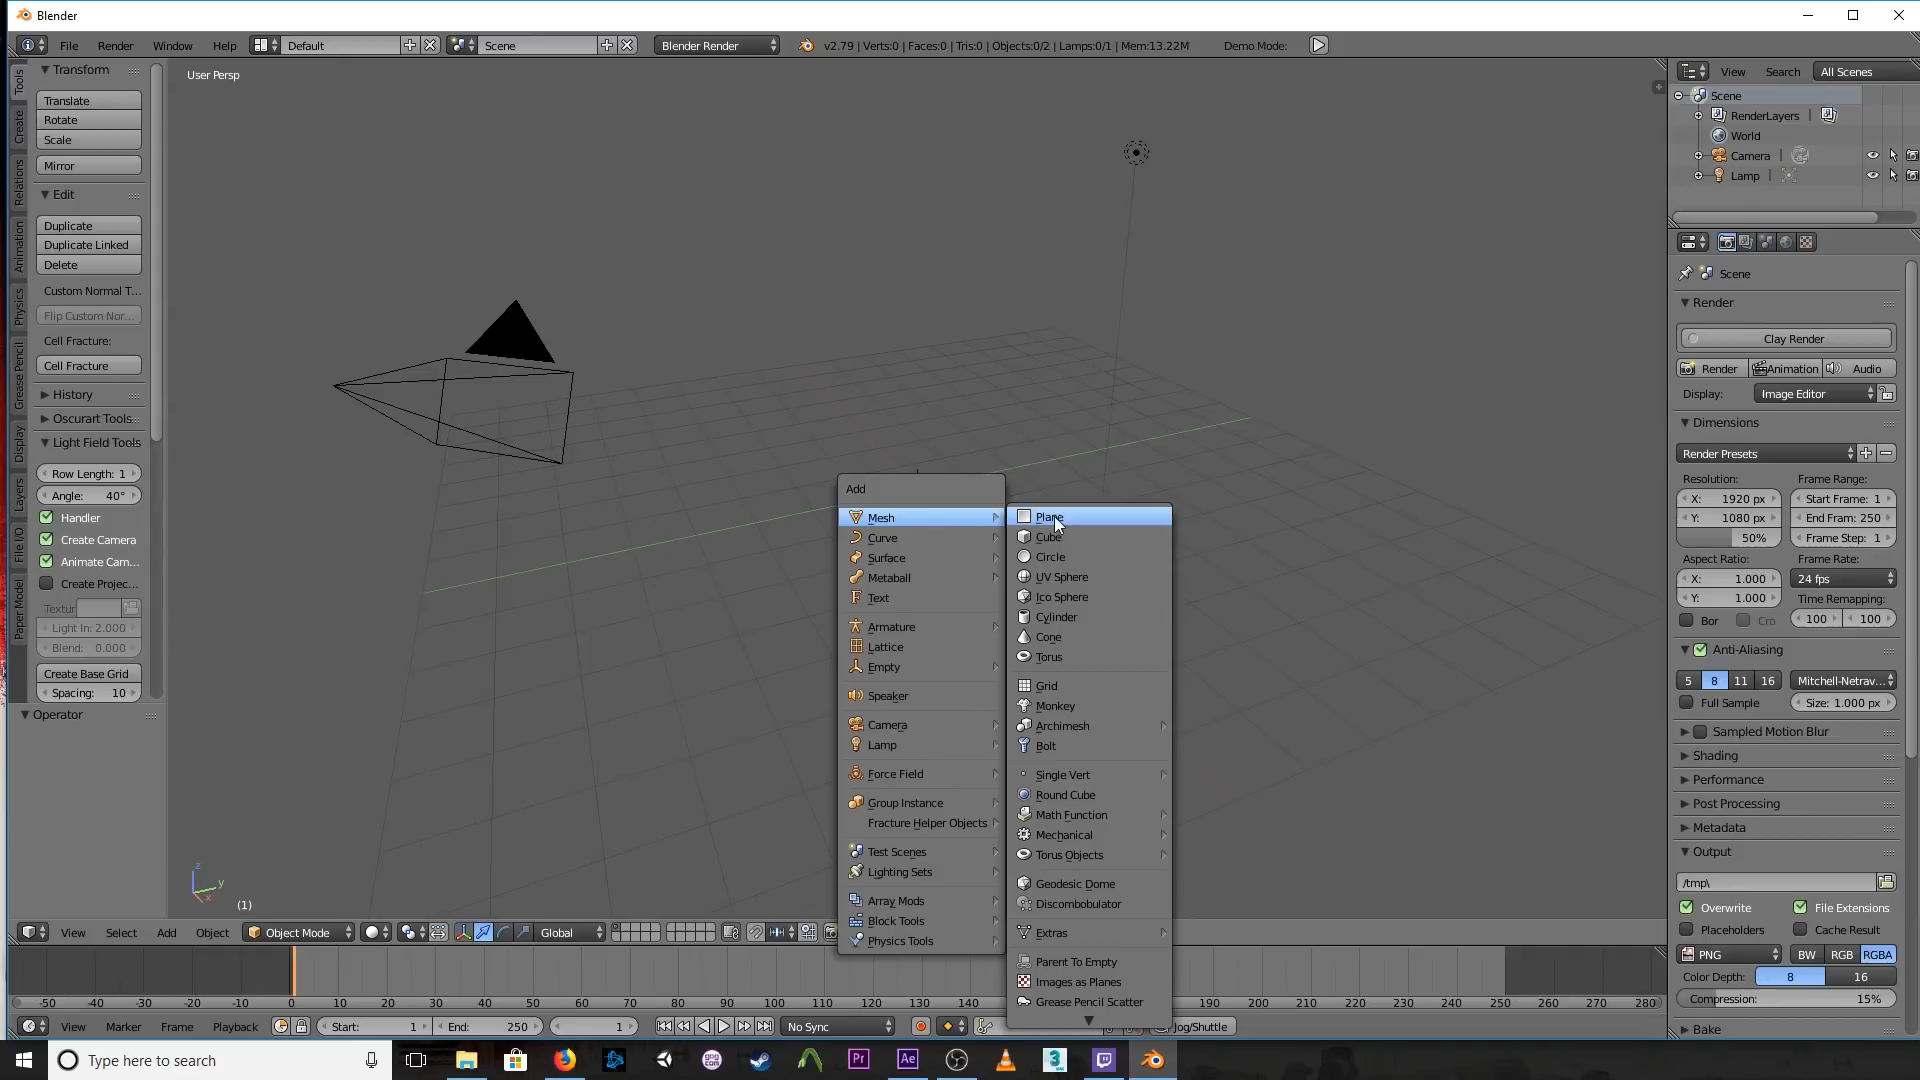 Blender
File Render Window Help Default Scene Blender Render v2.79 | Verts:0 | Faces:0 | Tris:0 | Objects:0/2 | Lamps:0/1 | Mem:13.22M Demo Mode:
Tools
Create
Relations
Animation
Physics
Grease Pencil
Display
Layers
File I/O
Paper Model
Transform
Translate
Rotate
Scale
Mirror
Edit
Duplicate
Duplicate Linked
Delete
Custom Normal T...
Flip Custom Nor...
Cell Fracture:
Cell Fracture
History
Oscurart Tools
Light Field Tools
Row Length: 1
Angle: 40°
Handler
Create Camera
Animate Cam...
Create Projec...
Textur
Light In: 2.000
Blend: 0.000
Create Base Grid
Spacing: 10
Operator
User Persp
Add
Mesh
Curve
Surface
Metaball
Text
Armature
Lattice
Empty
Speaker
Camera
Lamp
Force Field
Group Instance
Fracture Helper Objects
Test Scenes
Lighting Sets
Array Mods
Block Tools
Physics Tools
Plane
Cube
Circle
UV Sphere
Ico Sphere
Cylinder
Cone
Torus
Grid
Monkey
Archimesh
Bolt
Single Vert
Round Cube
Math Function
Mechanical
Torus Objects
Geodesic Dome
Discombobulator
Extras
Parent To Empty
Images as Planes
Grease Pencil Scatter
z
y
x
(1)
View Select Add Object Object Mode Global
-50 -40 -30 -20 -10 0 10 20 30 40 50 60 70 80 90 100 110 120 130 140 190 200 210 220 230 240 250 260 270 280
View Marker Frame Playback Start: 1 End: 250 1 No Sync Jog/Shuttle
View Search All Scenes
Scene
RenderLayers |
World
Camera |
Lamp |
Scene
Render
Clay Render
Render Animation Audio
Display: Image Editor
Dimensions
Render Presets
Resolution: Frame Range:
X: 1920 px Start Frame: 1
Y: 1080 px End Fram: 250
50% Frame Step: 1
Aspect Ratio: Frame Rate:
X: 1.000 24 fps
Y: 1.000 Time Remapping:
Bor Cro 100 100
Anti-Aliasing
5 8 11 16 Mitchell-Netrav...
Full Sample Size: 1.000 px
Sampled Motion Blur
Shading
Performance
Post Processing
Metadata
Output
/tmp\
Overwrite File Extensions
Placeholders Cache Result
PNG BW RGB RGBA
Color Depth: 8 16
Compression: 15%
Bake
Type here to search gog com Pr Ae 3 MAX